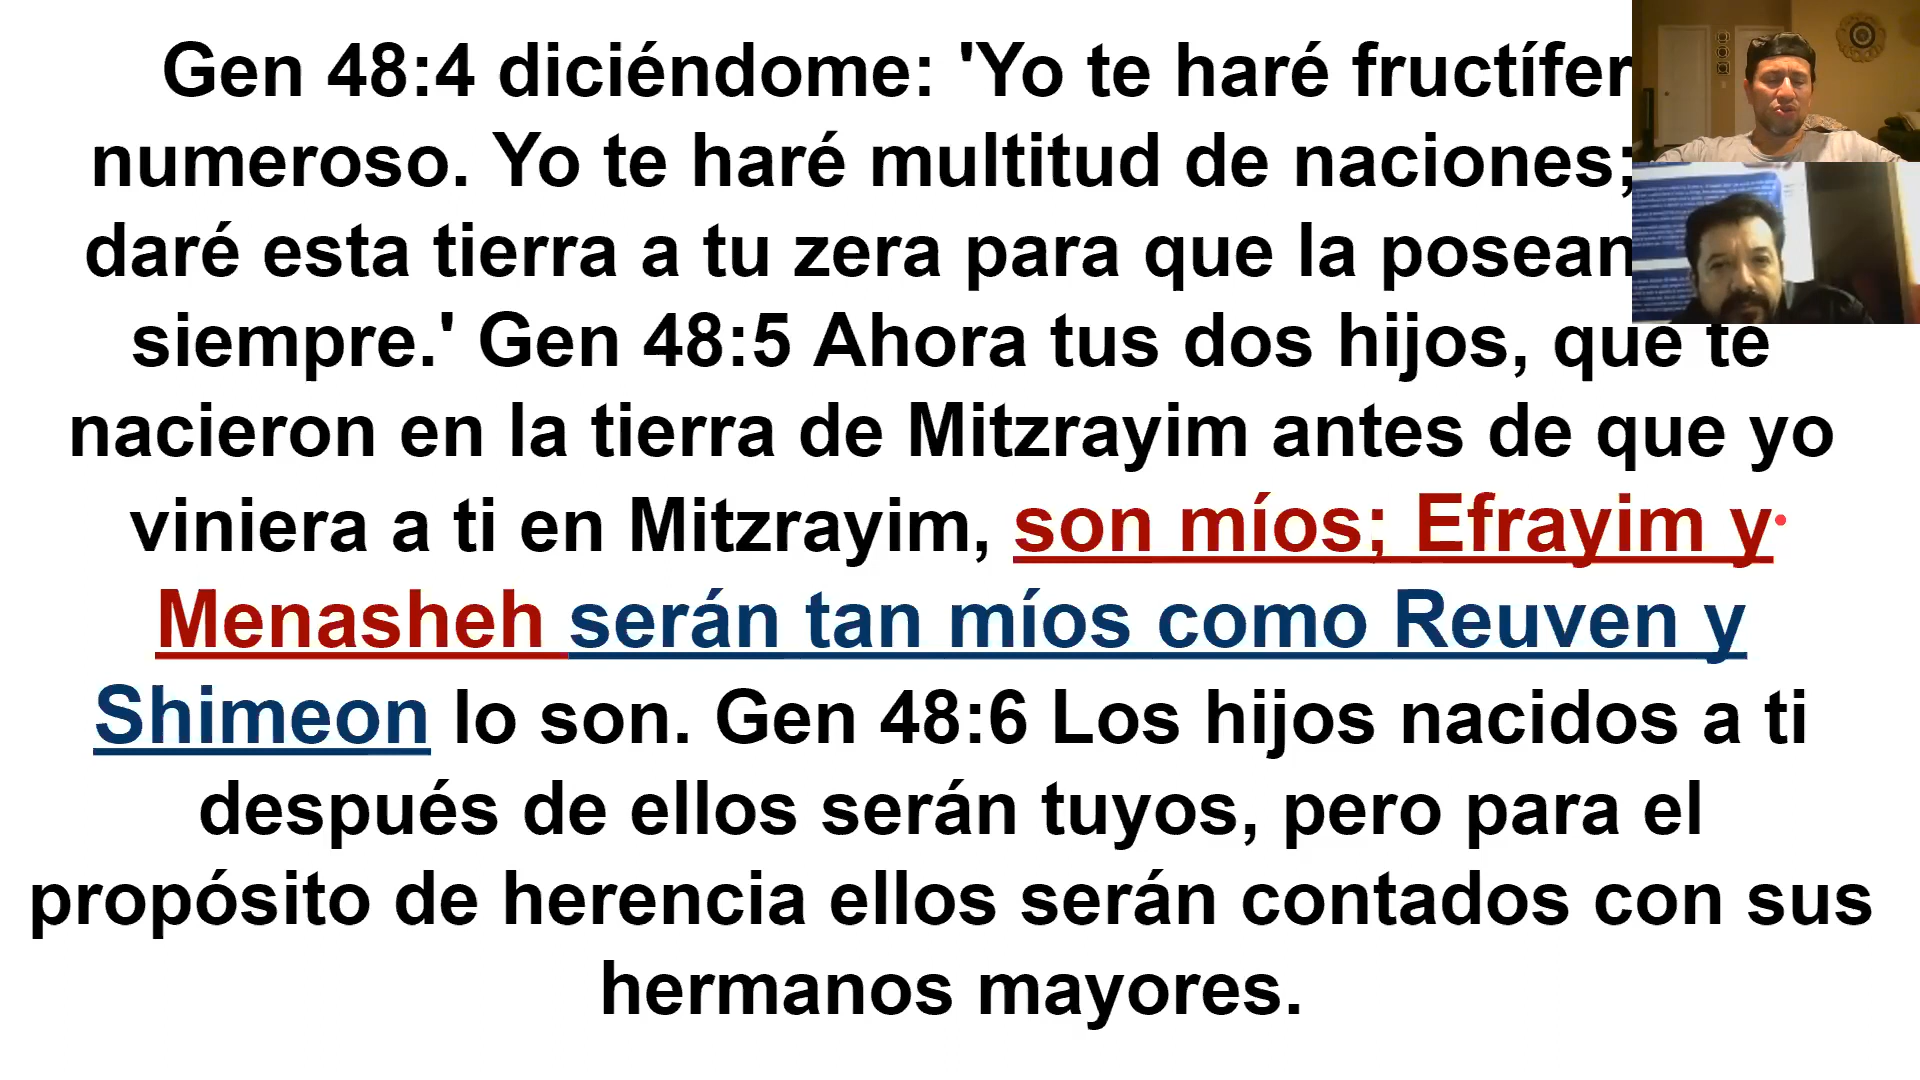 Gen 48:4 diciéndome: 'Yo te haré fructífer
numeroso. Yo te haré multitud de naciones;
daré esta tierra a tu zera para que la posean
siempre.' Gen 48:5 Ahora tus dos hijos, que te
nacieron en la tierra de Mitzrayim antes de que yo
viniera a ti en Mitzrayim, son míos; Efrayim y
Menasheh serán tan míos como Reuven y
Shimeon lo son. Gen 48:6 Los hijos nacidos a ti
después de ellos serán tuyos, pero para el
propósito de herencia ellos serán contados con sus
hermanos mayores.